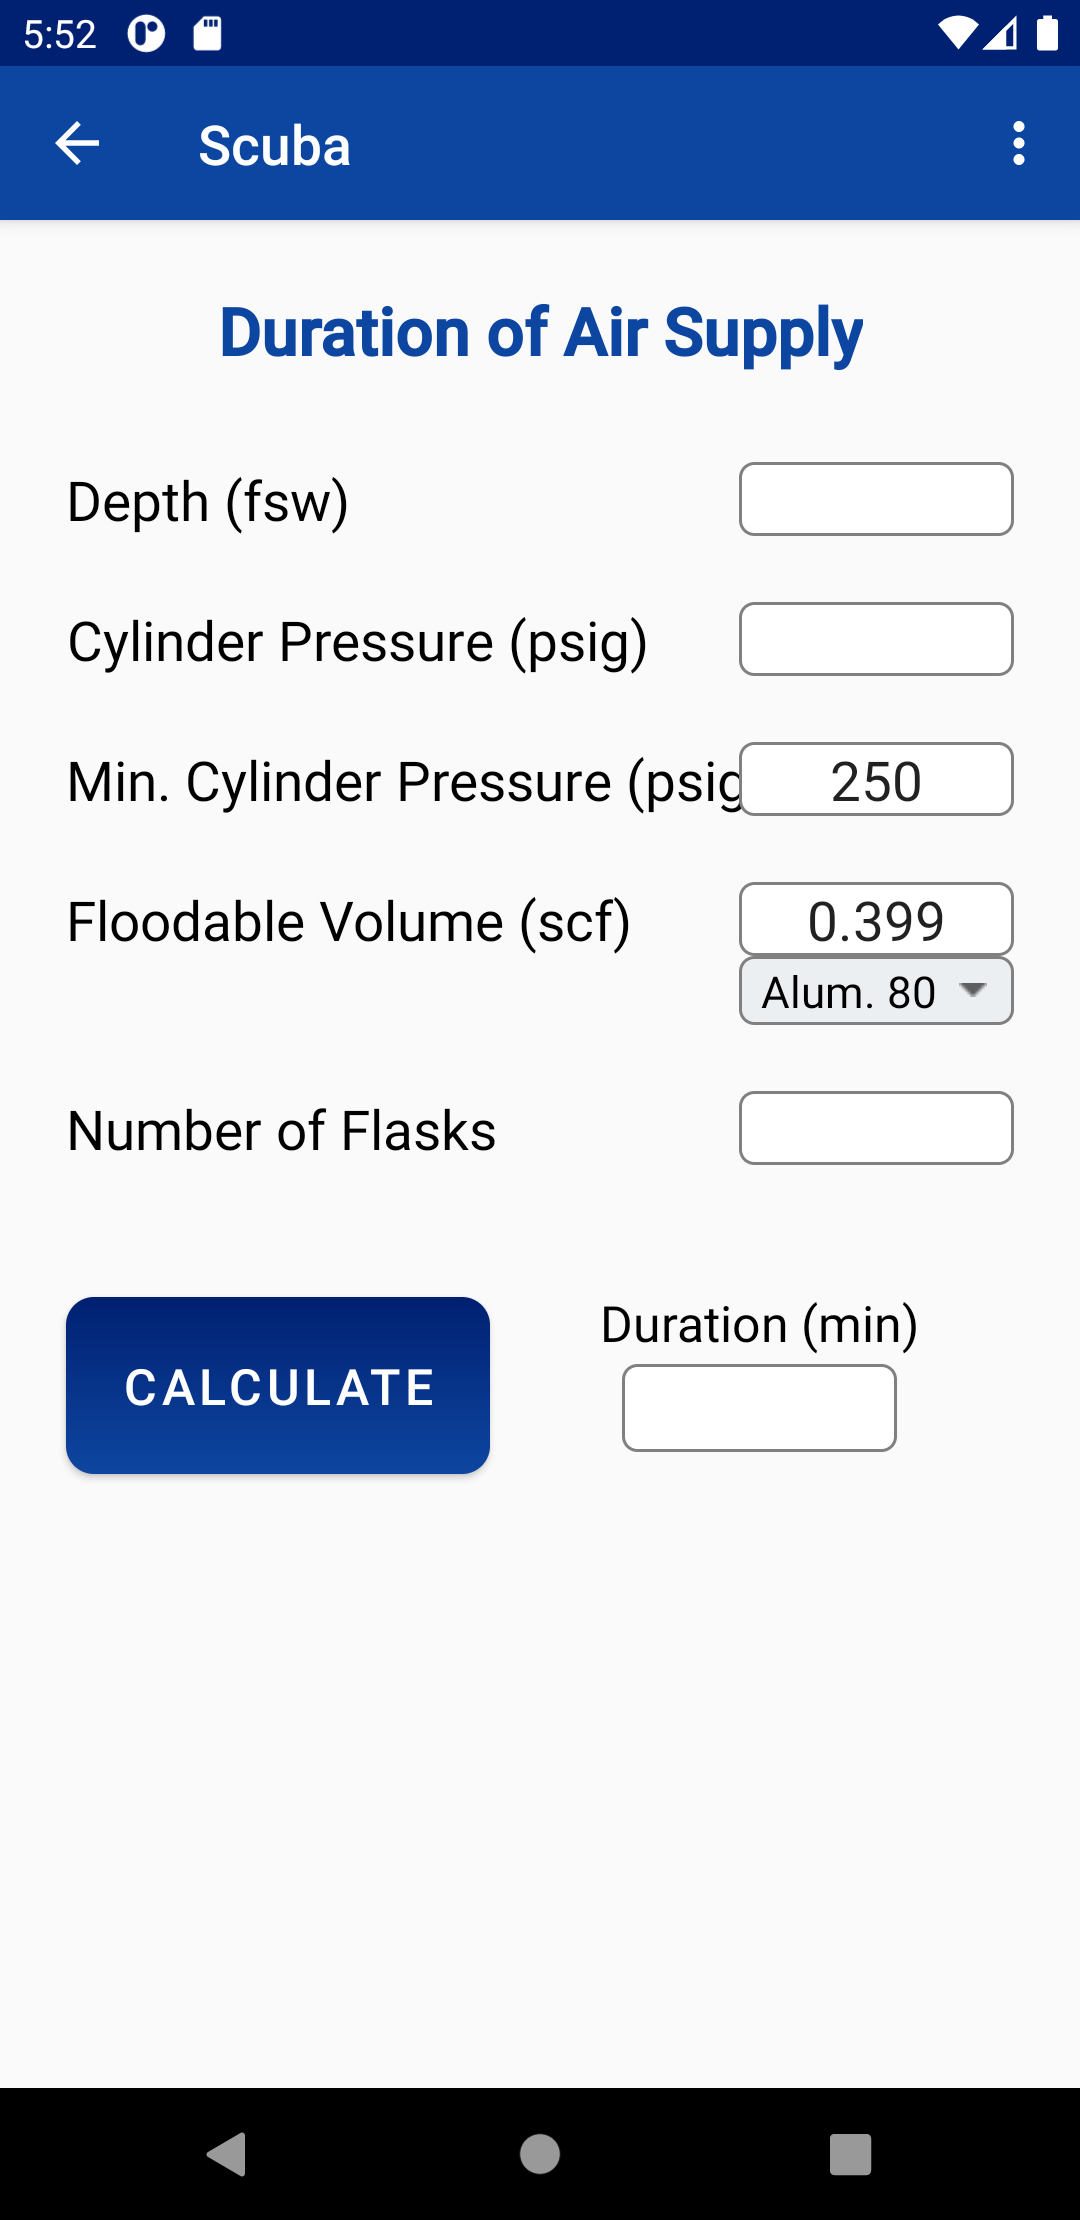 5:52
Scuba
Duration of Air Supply
Depth (fsw)
Cylinder Pressure (psig)
Min. Cylinder Pressure (psig 250
Floodable Volume (scf) 0.399
Alum. 80
Number of Flasks
CALCULATE
Duration (min)